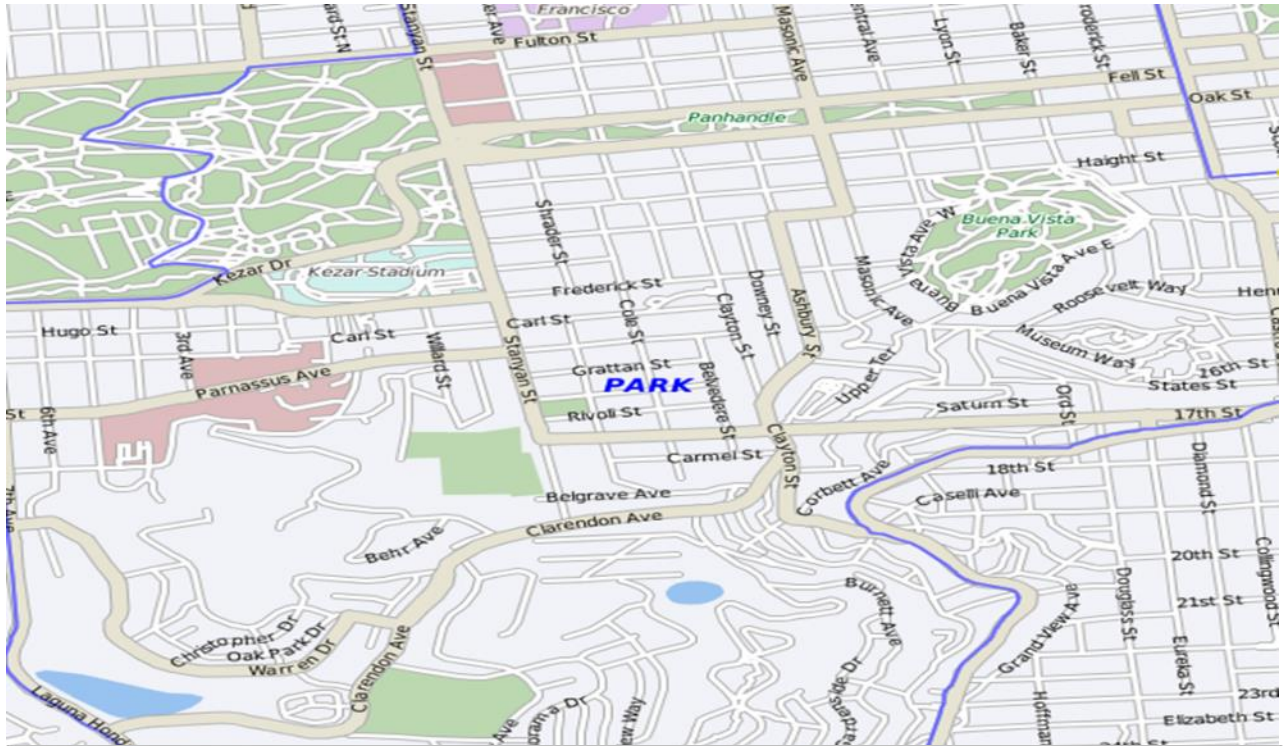 Francisco
Fulton St
Stanyan St
Masonic Ave
Lyon St
Baker St
Fell St
Oak St
Panhandle
Haight St
Buena Vista
Park
Buena Vista Ave W
Buena Vista Ave E
Shrader St
Kezar Dr
Kezar Stadium
Frederick St
Masonic Ave
Roosevelt Way
Downey St
Ashbury St
Hugo St
3rd Ave
Carl St
Willard St
Carl St
Cole St
Clayton St
Museum Way
Stanyan St
Grattan St
Belvedere St
Upper Ter
16th St
States St
Parnassus Ave
PARK
Ord St
Saturn St
17th St
6th Ave
Rivoli St
Clayton St
Carmel St
18th St
Diamond St
Corbett Ave
Caselli Ave
Belgrave Ave
7th Ave
Clarendon Ave
Behr Ave
20th St
Collingwood St
Burnett Ave
Douglass St
21st St
Grand View Ave
Christopher Dr
Oak Park Dr
Warren Dr
Clarendon Ave
Eureka St
Laguna Hond
23rd
Hoffman
Elizabeth St